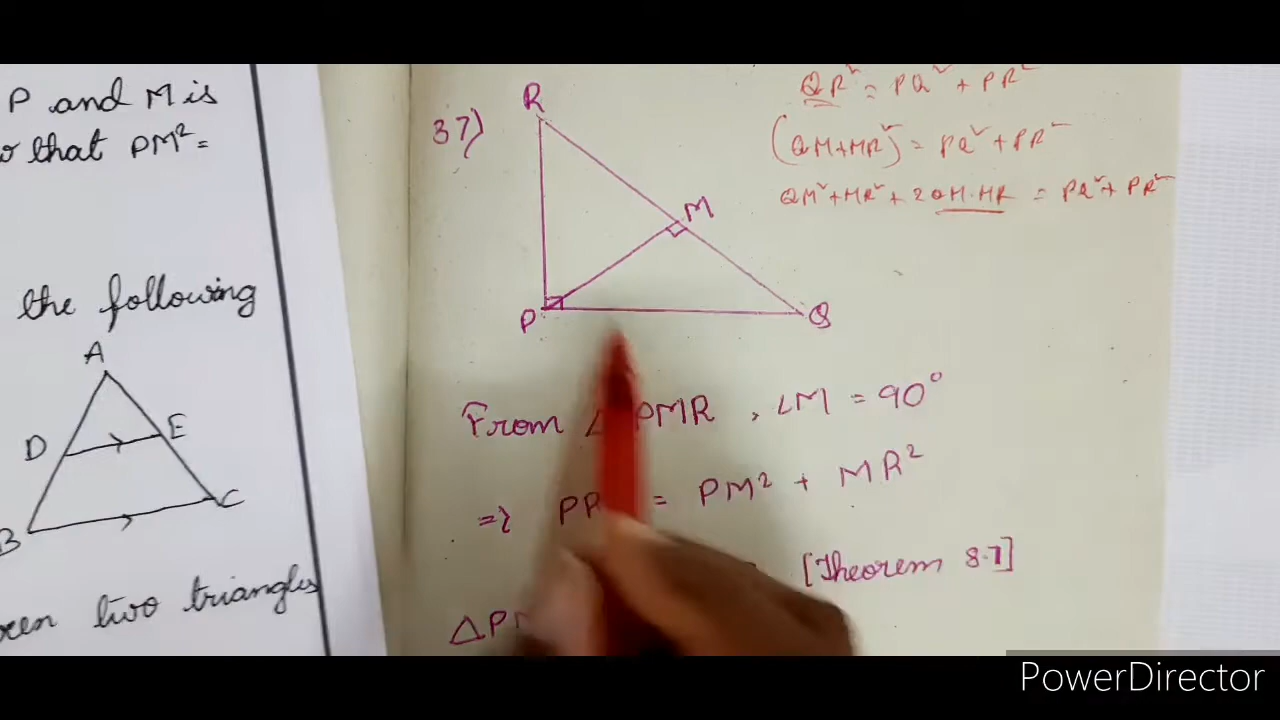 P and M is
that PM² =
the following
A
D
E
B
C
two triangles
37)
R
M
P
Q
QR² = PQ² + PR²
(QM+MR)² = PQ² + PR²
QM² + MR² + 2QM·MR = PQ² + PR²
From PMR, ∠M = 90°
=> = PM² + MR²
[Theorem 8.7]
PowerDirector